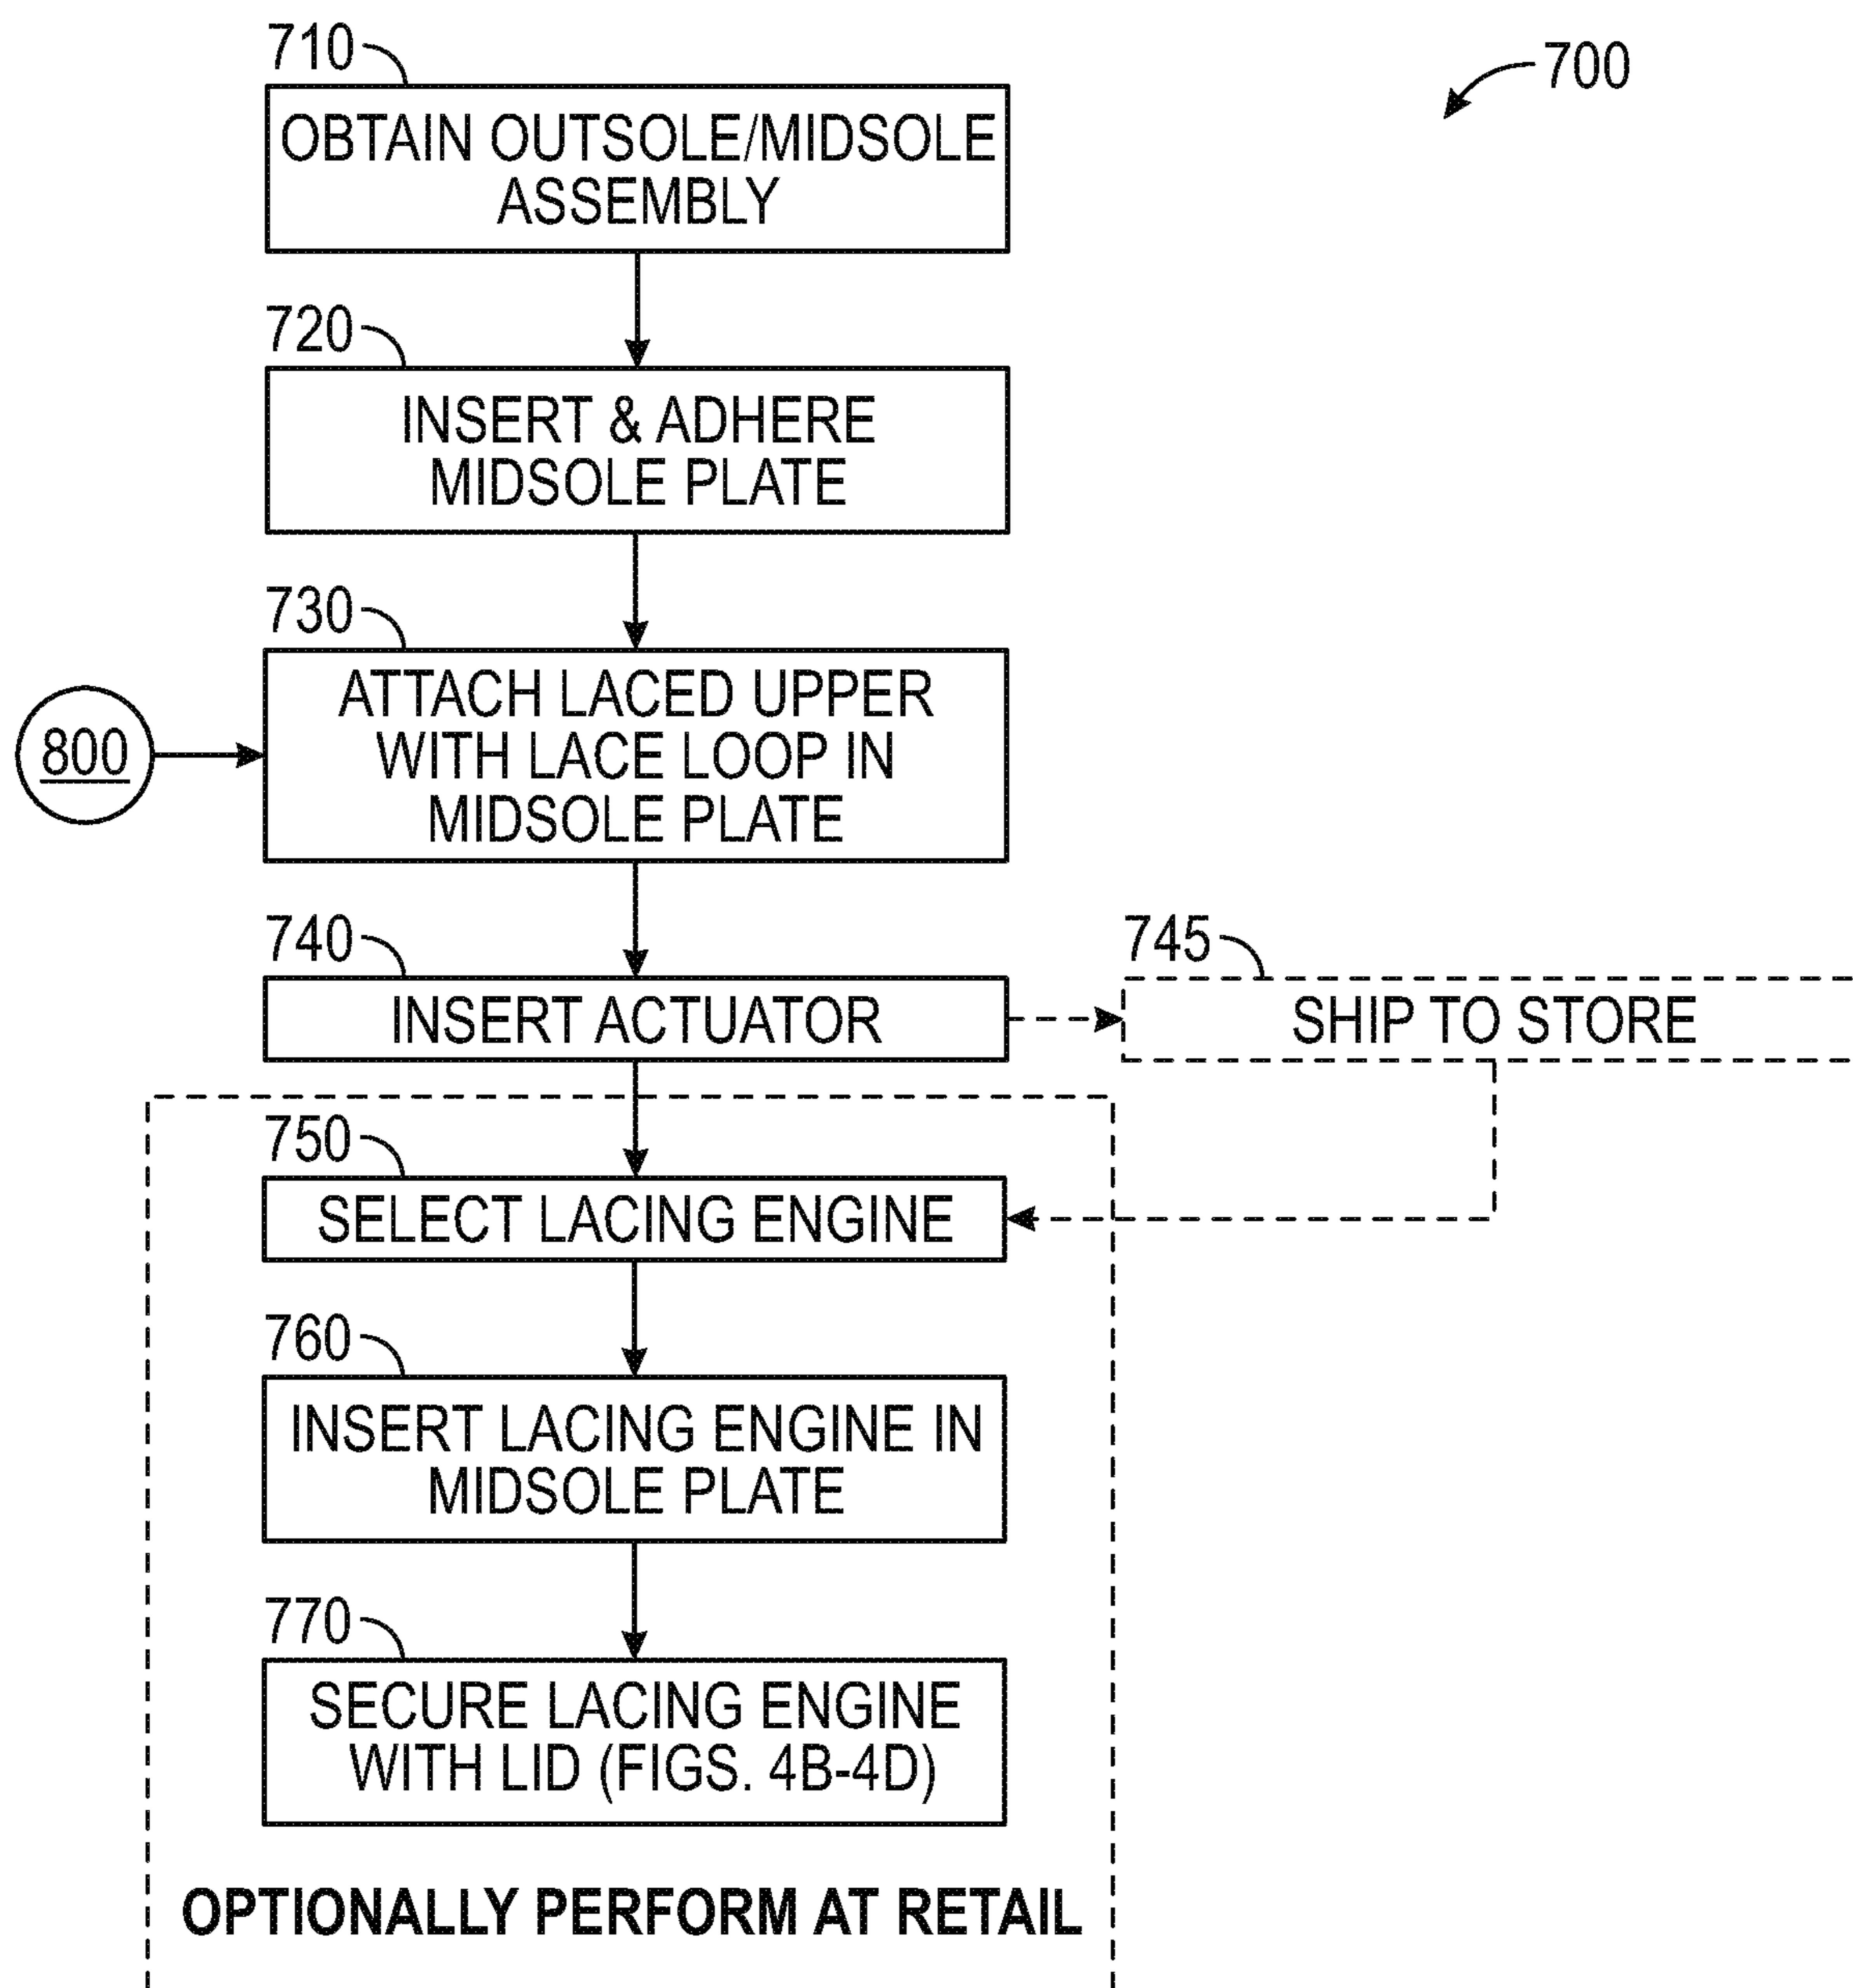 710
700
OBTAIN OUTSOLE/MIDSOLE
ASSEMBLY
720
INSERT & ADHERE
MIDSOLE PLATE
730
800
ATTACH LACED UPPER
WITH LACE LOOP IN
MIDSOLE PLATE
740
INSERT ACTUATOR
745
SHIP TO STORE
750
SELECT LACING ENGINE
760
INSERT LACING ENGINE IN
MIDSOLE PLATE
770
SECURE LACING ENGINE
WITH LID (FIGS. 4B-4D)
OPTIONALLY PERFORM AT RETAIL